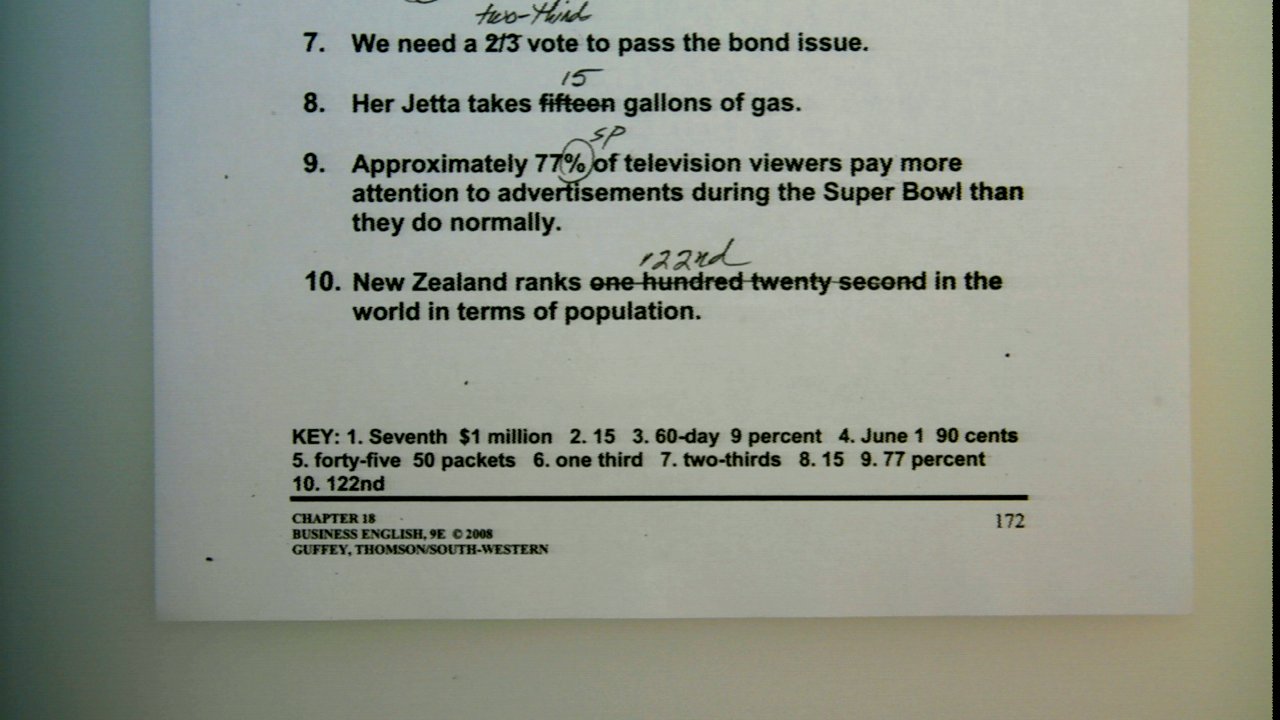 two-third
7. We need a 2/3 vote to pass the bond issue.
15
8. Her Jetta takes fifteen gallons of gas.
SP
9. Approximately 77% of television viewers pay more
attention to advertisements during the Super Bowl than
they do normally.
122nd
10. New Zealand ranks one hundred twenty second in the
world in terms of population.
KEY: 1. Seventh $1 million 2. 15 3. 60-day 9 percent 4. June 1 90 cents
5. forty-five 50 packets 6. one third 7. two-thirds 8. 15 9. 77 percent
10. 122nd
CHAPTER 18
172
BUSINESS ENGLISH, 9E © 2008
GUFFEY, THOMSON/SOUTH-WESTERN